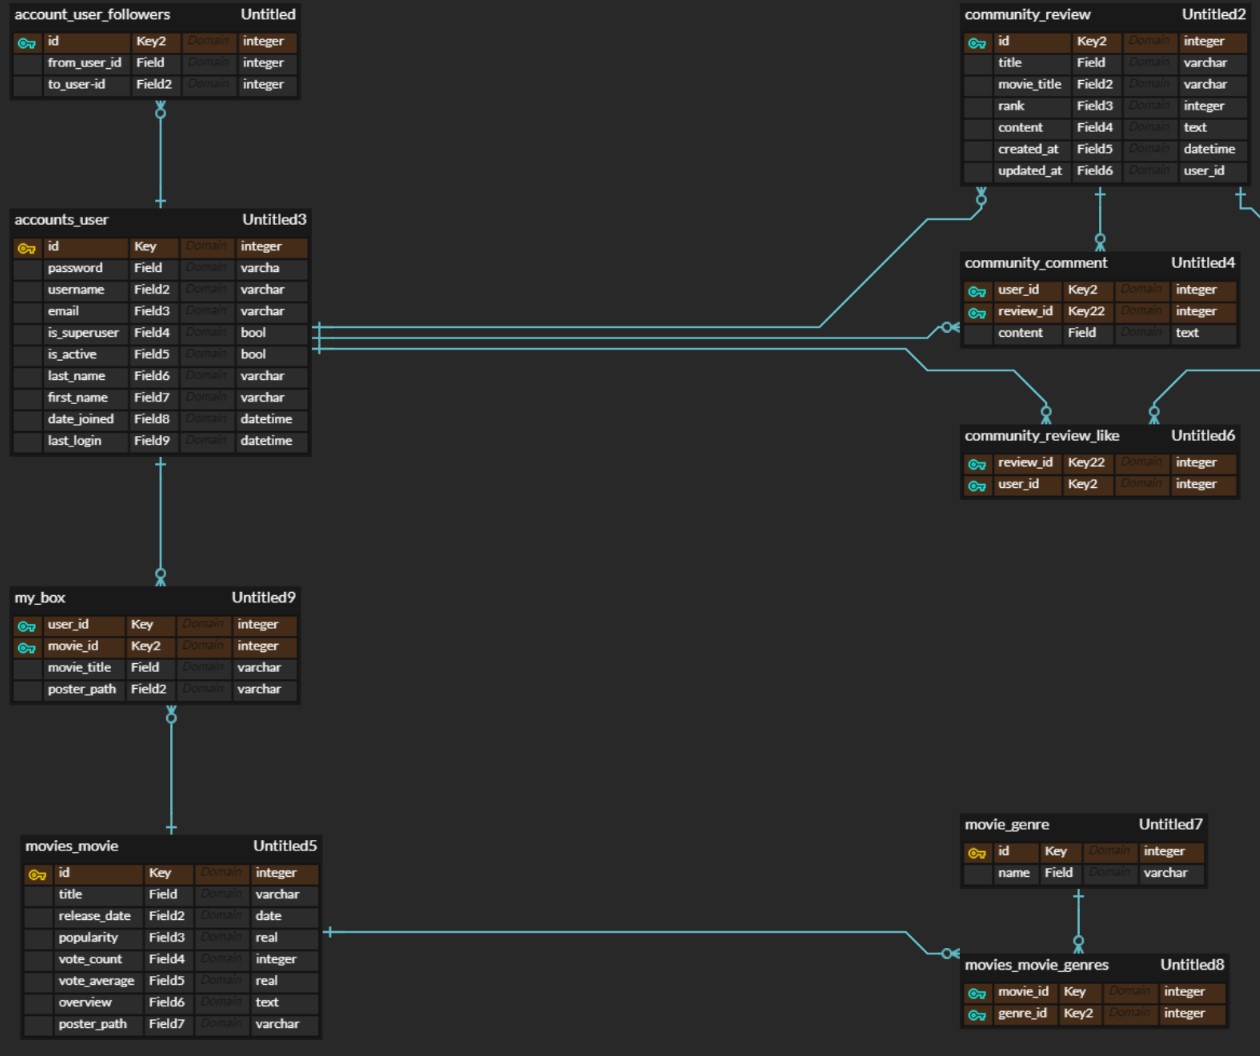 account_user_followers Untitled
id Key2 Domain integer
from_user_id Field Domain integer
to_user-id Field2 Domain integer
accounts_user Untitled3
id Key Domain integer
password Field Domain varcha
username Field2 Domain varchar
email Field3 Domain varchar
is_superuser Field4 Domain bool
is_active Field5 Domain bool
last_name Field6 Domain varchar
first_name Field7 Domain varchar
date_joined Field8 Domain datetime
last_login Field9 Domain datetime
my_box Untitled9
user_id Key Domain integer
movie_id Key2 Domain integer
movie_title Field Domain varchar
poster_path Field2 Domain varchar
movies_movie Untitled5
id Key Domain integer
title Field Domain varchar
release_date Field2 Domain date
popularity Field3 Domain real
vote_count Field4 Domain integer
vote_average Field5 Domain real
overview Field6 Domain text
poster_path Field7 Domain varchar
community_review Untitled2
id Key2 Domain integer
title Field Domain varchar
movie_title Field2 Domain varchar
rank Field3 Domain integer
content Field4 Domain text
created_at Field5 Domain datetime
updated_at Field6 Domain user_id
community_comment Untitled4
user_id Key2 Domain integer
review_id Key22 Domain integer
content Field Domain text
community_review_like Untitled6
review_id Key22 Domain integer
user_id Key2 Domain integer
movie_genre Untitled7
id Key Domain integer
name Field Domain varchar
movies_movie_genres Untitled8
movie_id Key Domain integer
genre_id Key2 Domain integer